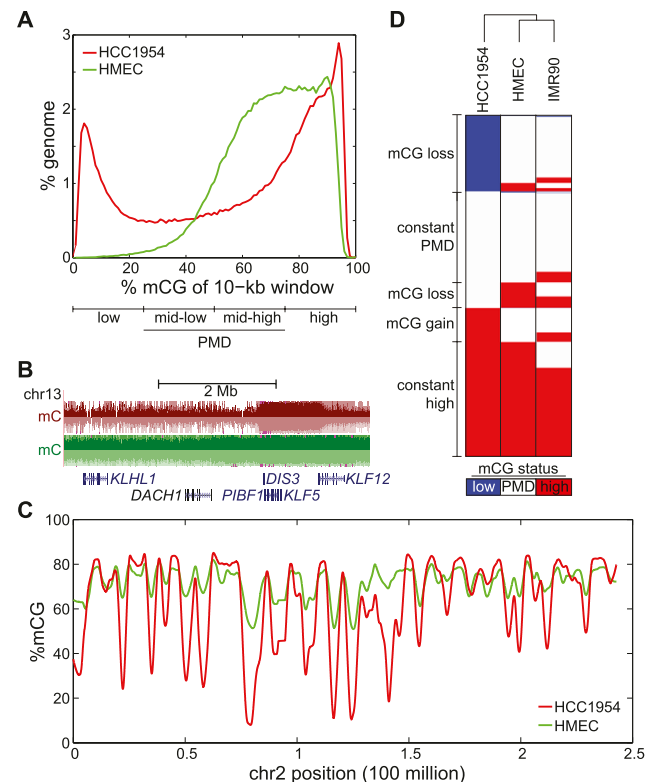 A
HCC1954
HMEC
3
2
1
0
% genome
0 20 40 60 80 100
% mCG of 10−kb window
low mid-low mid-high high
PMD
B
2 Mb
chr13
mC
mC
KLHL1 DIS3 KLF12
DACH1 PIBF1 KLF5
C
100
80
60
40
20
0
%mCG
HCC1954
HMEC
0 0.5 1 1.5 2 2.5
chr2 position (100 million)
D
HCC1954
HMEC
IMR90
mCG loss
constant
PMD
mCG loss
mCG gain
constant
high
mCG status
low PMD high